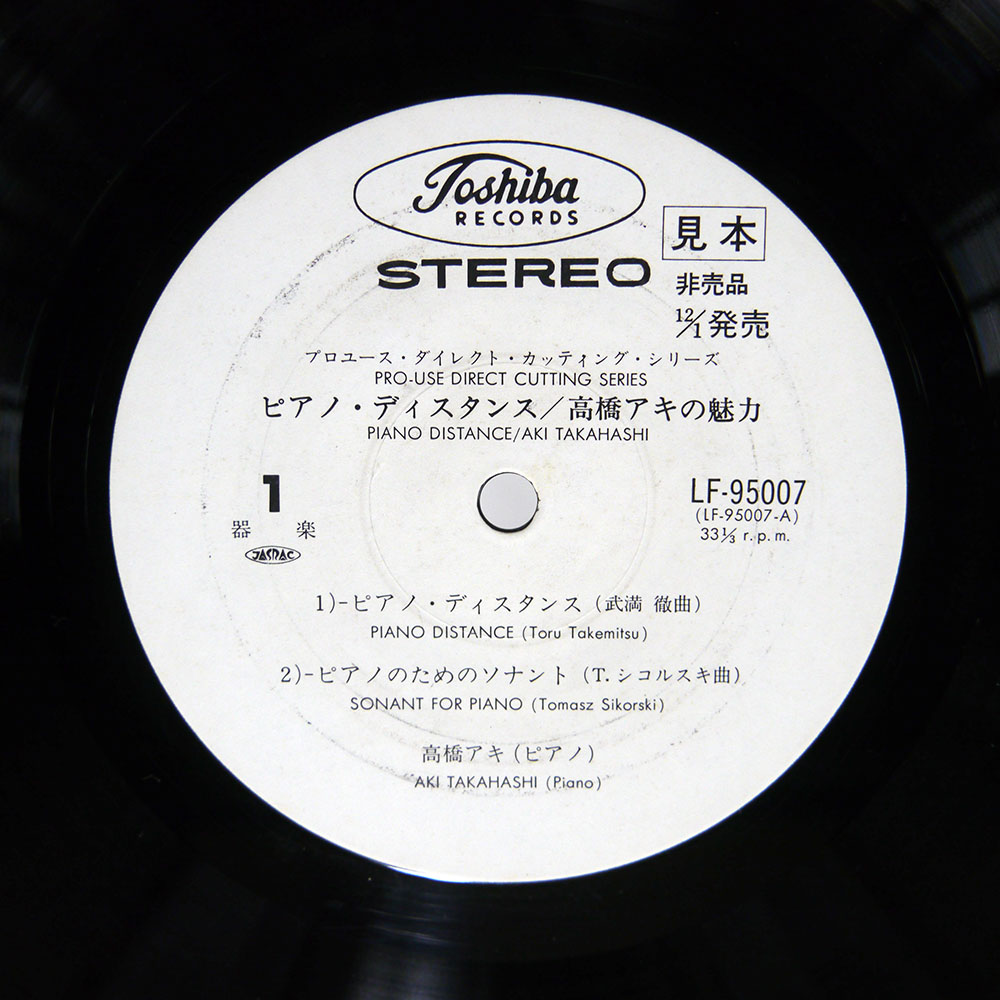 Toshiba
RECORDS
STEREO
見本
非売品
12/1発売
プロユース・ダイレクト・カッティング・シリーズ
PRO-USE DIRECT CUTTING SERIES
ピアノ・ディスタンス/高橋アキの魅力
PIANO DISTANCE/AKI TAKAHASHI
1
器 楽
JASRAC
LF-95007
(LF-95007-A)
33⅓ r.p.m.
1)-ピアノ・ディスタンス (武満 徹曲)
PIANO DISTANCE (Toru Takemitsu)
2)-ピアノのためのソナント (T.シコルスキ曲)
SONANT FOR PIANO (Tomasz Sikorski)
高橋アキ(ピアノ)
AKI TAKAHASHI (Piano)